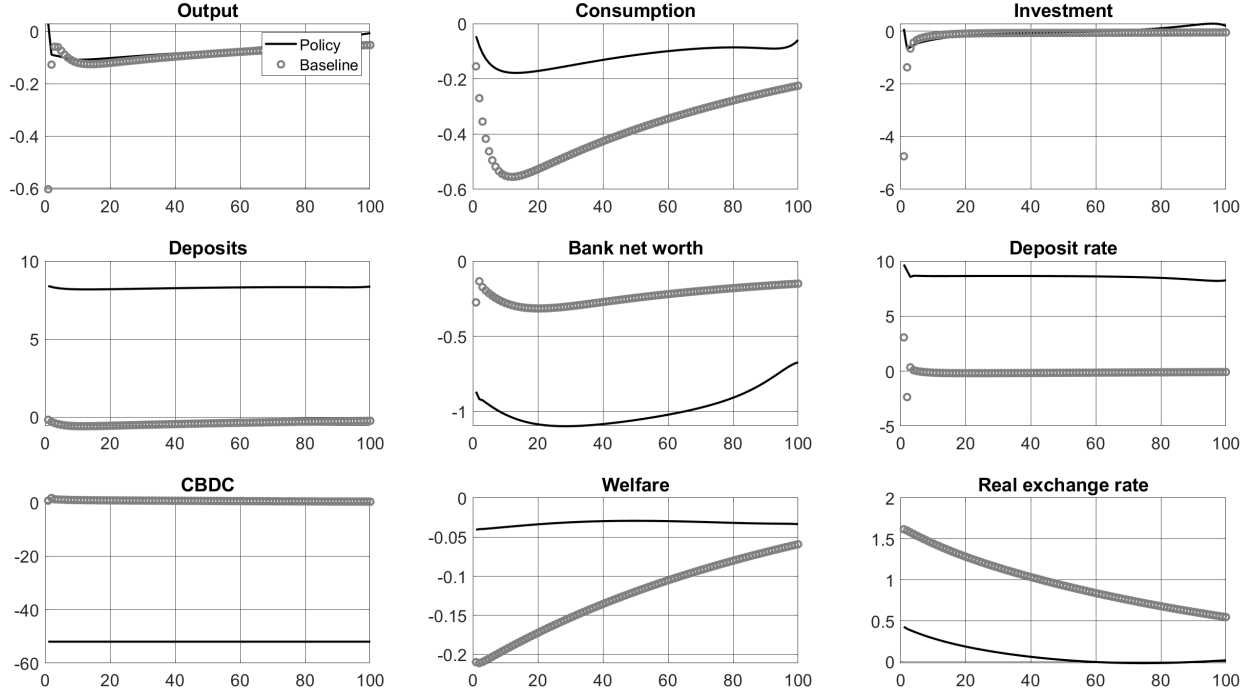 Output
0
-0.2
-0.4
-0.6
0 20 40 60 80 100
Policy
Baseline
Consumption
0
-0.2
-0.4
-0.6
0 20 40 60 80 100
Investment
0
-2
-4
-6
0 20 40 60 80 100
Deposits
10
5
0
0 20 40 60 80 100
Bank net worth
0
-0.5
-1
0 20 40 60 80 100
Deposit rate
10
5
0
-5
0 20 40 60 80 100
CBDC
0
-20
-40
-60
0 20 40 60 80 100
Welfare
0
-0.05
-0.1
-0.15
-0.2
0 20 40 60 80 100
Real exchange rate
2
1.5
1
0.5
0
0 20 40 60 80 100